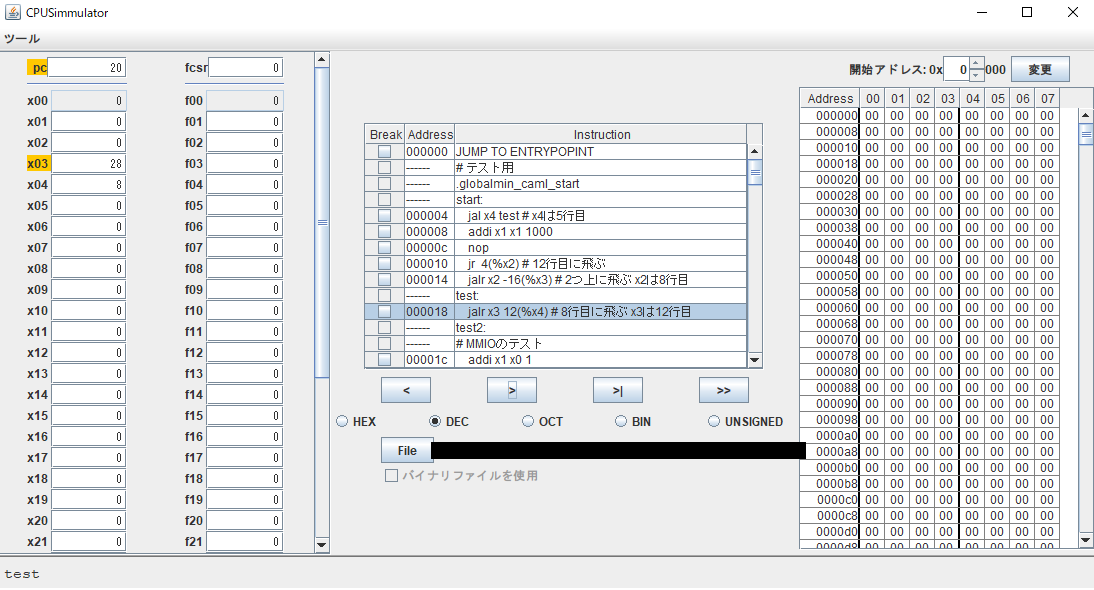 CPUSimmulator
ツール
pc 20 fcsr 0
x00 0 f00 0
x01 0 f01 0
x02 0 f02 0
x03 28 f03 0
x04 8 f04 0
x05 0 f05 0
x06 0 f06 0
x07 0 f07 0
x08 0 f08 0
x09 0 f09 0
x10 0 f10 0
x11 0 f11 0
x12 0 f12 0
x13 0 f13 0
x14 0 f14 0
x15 0 f15 0
x16 0 f16 0
x17 0 f17 0
x18 0 f18 0
x19 0 f19 0
x20 0 f20 0
x21 0 f21 0
Break Address Instruction
000000 JUMP TO ENTRYPOPINT
------ # テスト用
------ .globalmin_caml_start
------ start:
000004 jal x4 test # x4は5行目
000008 addi x1 x1 1000
00000c nop
000010 jr 4(%x2) # 12行目に飛ぶ
000014 jalr x2 -16(%x3) # 2つ上に飛ぶ x2は8行目
------ test:
000018 jalr x3 12(%x4) # 8行目に飛ぶ x3は12行目
------ test2:
------ # MMIOのテスト
00001c addi x1 x0 1
< > >| >>
HEX DEC OCT BIN UNSIGNED
File
バイナリファイルを使用
開始アドレス: 0x 0 000 変更
Address 00 01 02 03 04 05 06 07
000000 00 00 00 00 00 00 00 00
000008 00 00 00 00 00 00 00 00
000010 00 00 00 00 00 00 00 00
000018 00 00 00 00 00 00 00 00
000020 00 00 00 00 00 00 00 00
000028 00 00 00 00 00 00 00 00
000030 00 00 00 00 00 00 00 00
000038 00 00 00 00 00 00 00 00
000040 00 00 00 00 00 00 00 00
000048 00 00 00 00 00 00 00 00
000050 00 00 00 00 00 00 00 00
000058 00 00 00 00 00 00 00 00
000060 00 00 00 00 00 00 00 00
000068 00 00 00 00 00 00 00 00
000070 00 00 00 00 00 00 00 00
000078 00 00 00 00 00 00 00 00
000080 00 00 00 00 00 00 00 00
000088 00 00 00 00 00 00 00 00
000090 00 00 00 00 00 00 00 00
000098 00 00 00 00 00 00 00 00
0000a0 00 00 00 00 00 00 00 00
0000a8 00 00 00 00 00 00 00 00
0000b0 00 00 00 00 00 00 00 00
0000b8 00 00 00 00 00 00 00 00
0000c0 00 00 00 00 00 00 00 00
0000c8 00 00 00 00 00 00 00 00
0000d0 00 00 00 00 00 00 00 00
0000d8 00 00 00 00 00 00 00 00
test